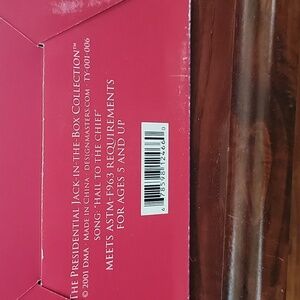 THE PRESIDENTIAL JACK-IN-THE-BOX COLLECTION™
© 2001 DMA · MADE IN CHINA · DESIGNMASTERS.COM · TY-001-006
SONG: "HAIL TO THE CHIEF"
MEETS ASTM-F963 REQUIREMENTS
FOR AGES 5 AND UP